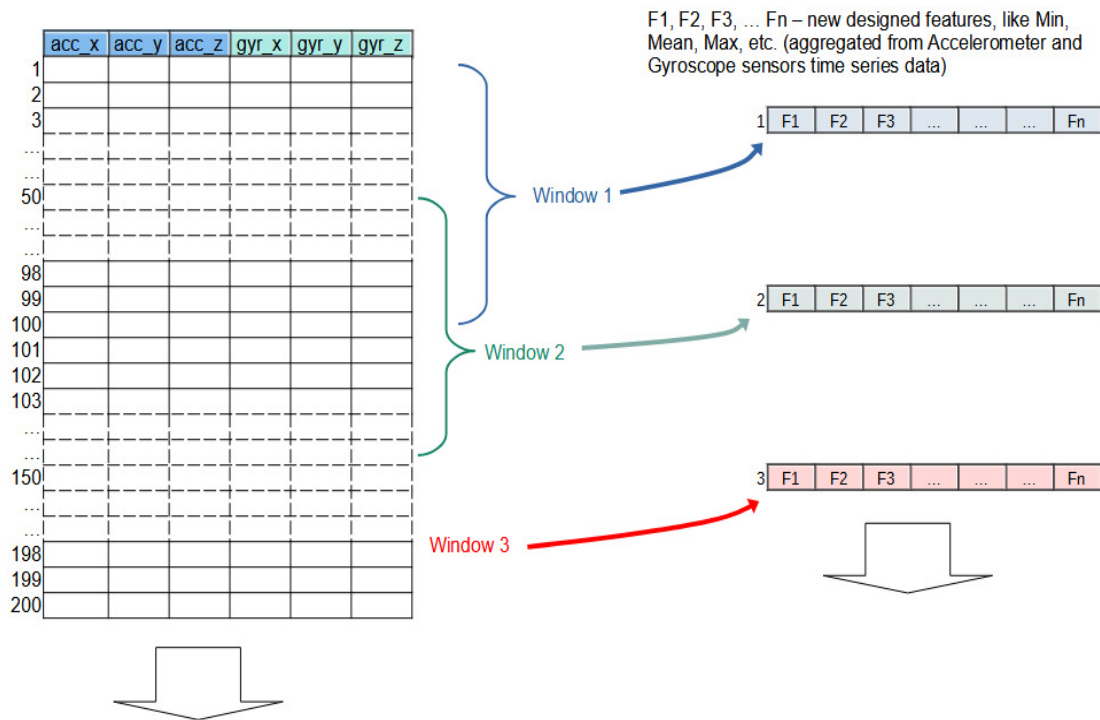 F1, F2, F3, ... Fn – new designed features, like Min,
Mean, Max, etc. (aggregated from Accelerometer and
Gyroscope sensors time series data)
acc_x acc_y acc_z gyr_x gyr_y gyr_z
1
2
3
...
...
50
...
...
98
99
100
101
102
103
...
...
150
...
...
198
199
200
Window 1
Window 2
Window 3
1 F1 F2 F3 ... ... ... Fn
2 F1 F2 F3 ... ... ... Fn
3 F1 F2 F3 ... ... ... Fn